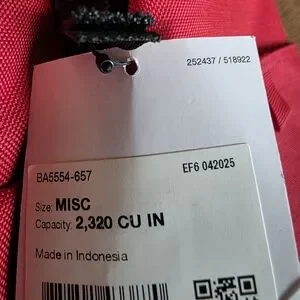 252437 / 518922
BA5554-657
EF6 042025
Size: MISC
Capacity: 2,320 CU IN
Made in Indonesia